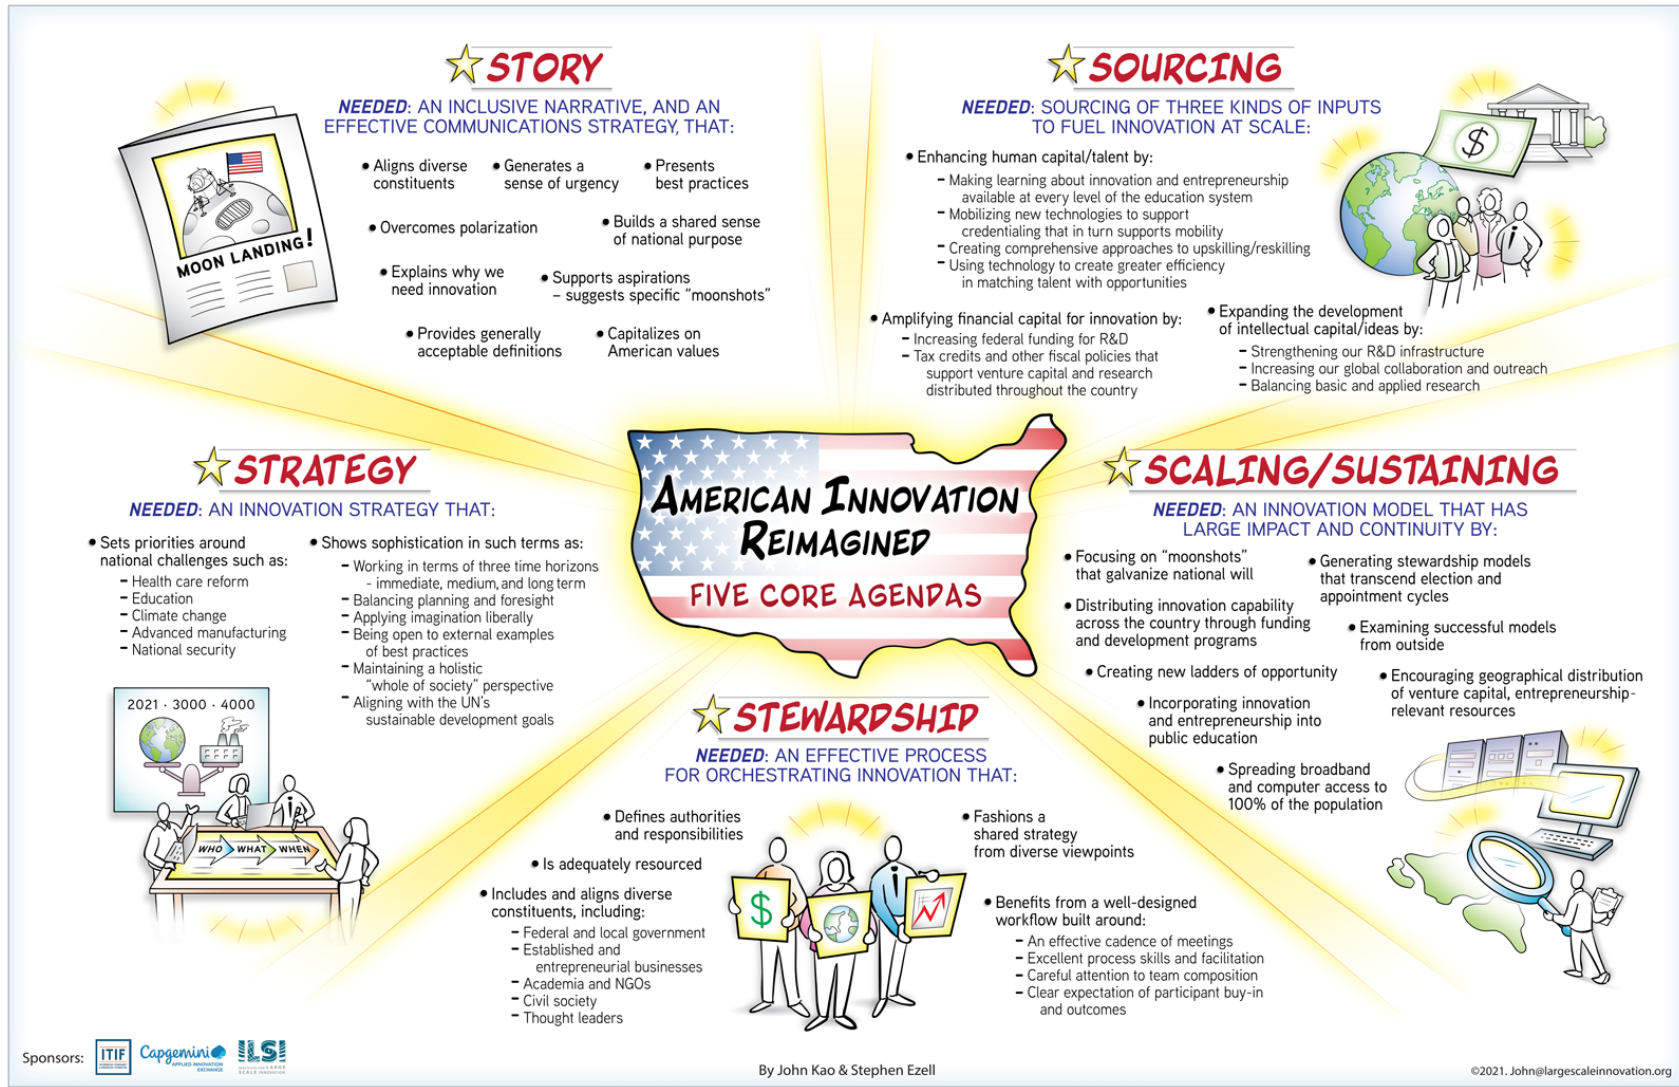 STORY
NEEDED: AN INCLUSIVE NARRATIVE, AND AN
EFFECTIVE COMMUNICATIONS STRATEGY, THAT:
• Aligns diverse
constituents
• Generates a
sense of urgency
• Presents
best practices
• Overcomes polarization
• Builds a shared sense
of national purpose
• Explains why we
need innovation
• Supports aspirations
– suggests specific “moonshots”
• Provides generally
acceptable definitions
• Capitalizes on
American values
MOON LANDING!
SOURCING
NEEDED: SOURCING OF THREE KINDS OF INPUTS
TO FUEL INNOVATION AT SCALE:
• Enhancing human capital/talent by:
– Making learning about innovation and entrepreneurship
available at every level of the education system
– Mobilizing new technologies to support
credentialing that in turn supports mobility
– Creating comprehensive approaches to upskilling/reskilling
– Using technology to create greater efficiency
in matching talent with opportunities
• Amplifying financial capital for innovation by:
– Increasing federal funding for R&D
– Tax credits and other fiscal policies that
support venture capital and research
distributed throughout the country
• Expanding the development
of intellectual capital/ideas by:
– Strengthening our R&D infrastructure
– Increasing our global collaboration and outreach
– Balancing basic and applied research
$
AMERICAN INNOVATION
REIMAGINED
FIVE CORE AGENDAS
STRATEGY
NEEDED: AN INNOVATION STRATEGY THAT:
• Sets priorities around
national challenges such as:
– Health care reform
– Education
– Climate change
– Advanced manufacturing
– National security
• Shows sophistication in such terms as:
– Working in terms of three time horizons
- immediate, medium, and long term
– Balancing planning and foresight
– Applying imagination liberally
– Being open to external examples
of best practices
– Maintaining a holistic
“whole of society” perspective
– Aligning with the UN's
sustainable development goals
2021 · 3000 · 4000
WHO WHAT WHEN
SCALING/SUSTAINING
NEEDED: AN INNOVATION MODEL THAT HAS
LARGE IMPACT AND CONTINUITY BY:
• Focusing on “moonshots”
that galvanize national will
• Distributing innovation capability
across the country through funding
and development programs
• Creating new ladders of opportunity
• Incorporating innovation
and entrepreneurship into
public education
• Spreading broadband
and computer access to
100% of the population
• Generating stewardship models
that transcend election and
appointment cycles
• Examining successful models
from outside
• Encouraging geographical distribution
of venture capital, entrepreneurship-
relevant resources
STEWARDSHIP
NEEDED: AN EFFECTIVE PROCESS
FOR ORCHESTRATING INNOVATION THAT:
• Defines authorities
and responsibilities
• Is adequately resourced
• Includes and aligns diverse
constituents, including:
– Federal and local government
– Established and
entrepreneurial businesses
– Academia and NGOs
– Civil society
– Thought leaders
$
• Fashions a
shared strategy
from diverse viewpoints
• Benefits from a well-designed
workflow built around:
– An effective cadence of meetings
– Excellent process skills and facilitation
– Careful attention to team composition
– Clear expectation of participant buy-in
and outcomes
Sponsors:
ITIF
Capgemini
APPLIED INNOVATION
EXCHANGE
ILSI
INSTITUTE FOR LARGE
SCALE INNOVATION
By John Kao & Stephen Ezell
©2021. John@largescaleinnovation.org